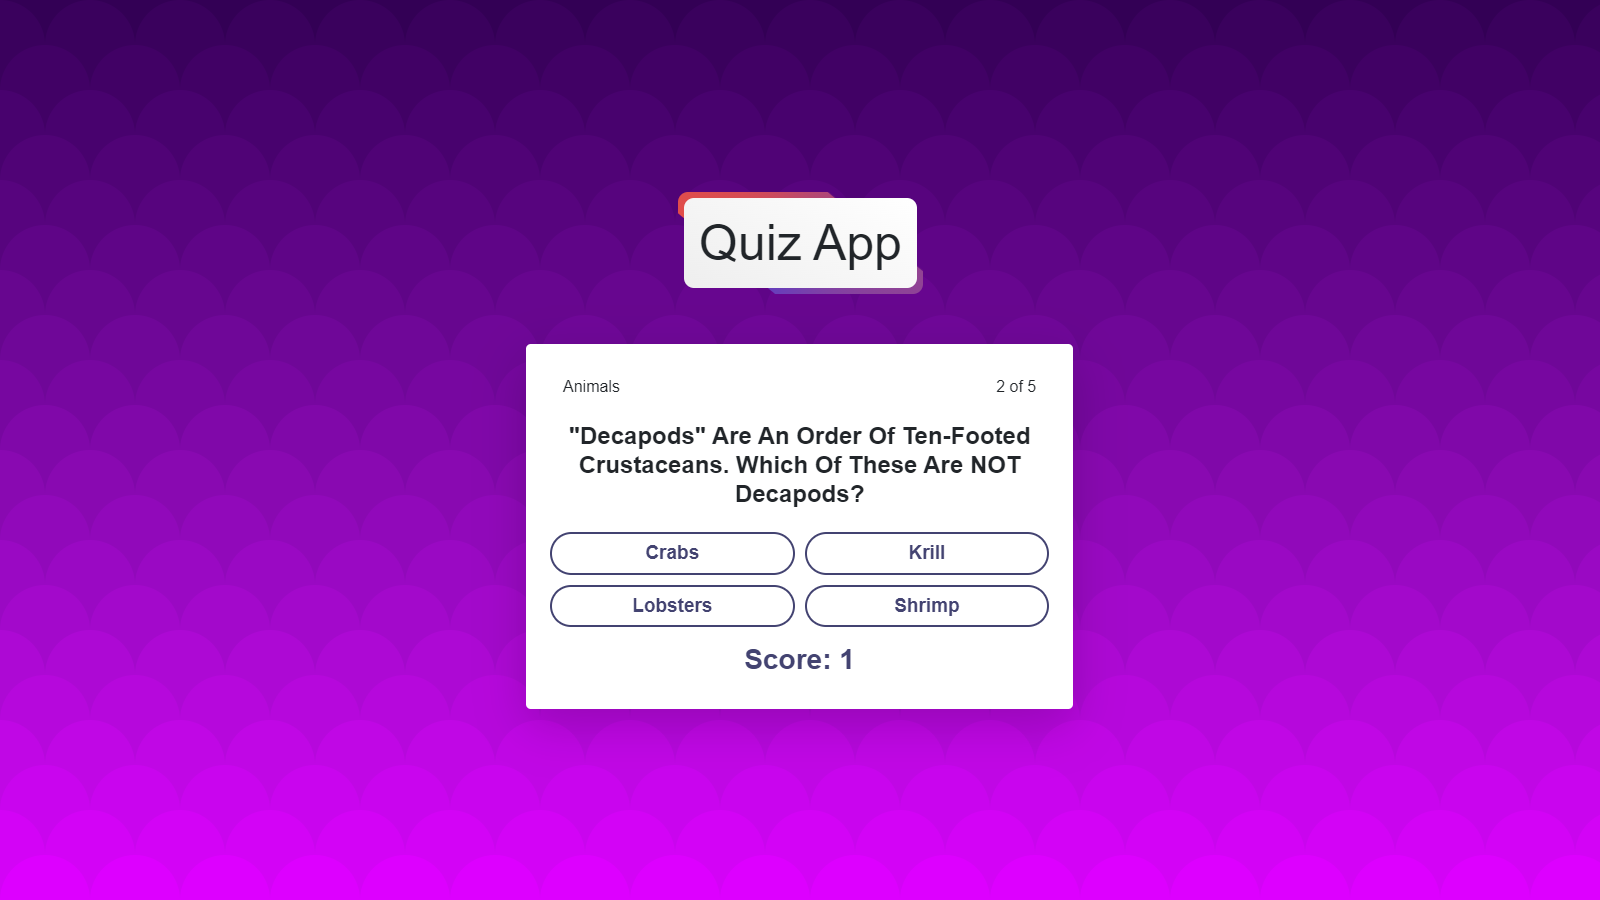 Quiz App
Animals
2 of 5
"Decapods" Are An Order Of Ten-Footed
Crustaceans. Which Of These Are NOT
Decapods?
Crabs
Krill
Lobsters
Shrimp
Score: 1